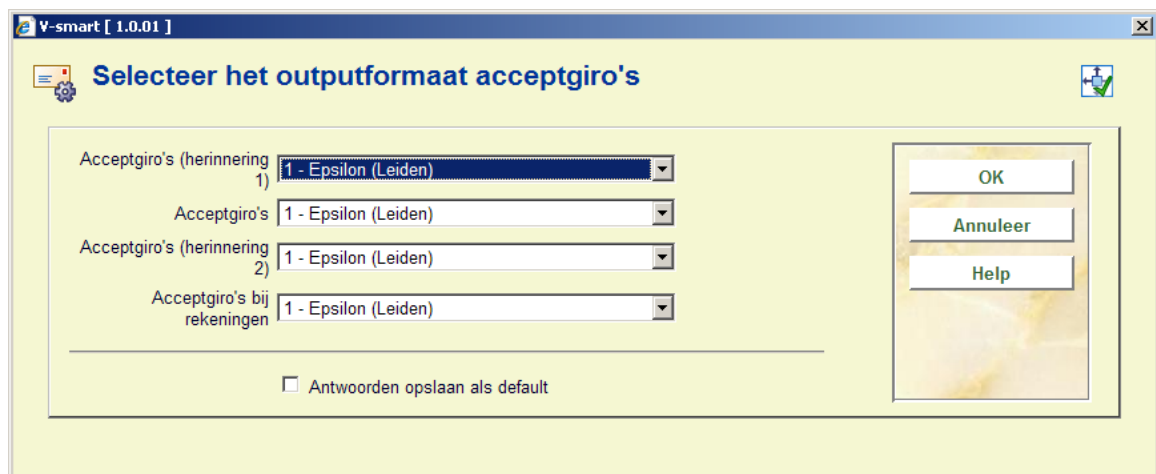 V-smart [ 1.0.01 ]
Selecteer het outputformaat acceptgiro's
Acceptgiro's (herinnering
1)
1 - Epsilon (Leiden)
Acceptgiro's
1 - Epsilon (Leiden)
Acceptgiro's (herinnering
2)
1 - Epsilon (Leiden)
Acceptgiro's bij
rekeningen
1 - Epsilon (Leiden)
Antwoorden opslaan als default
OK
Annuleer
Help